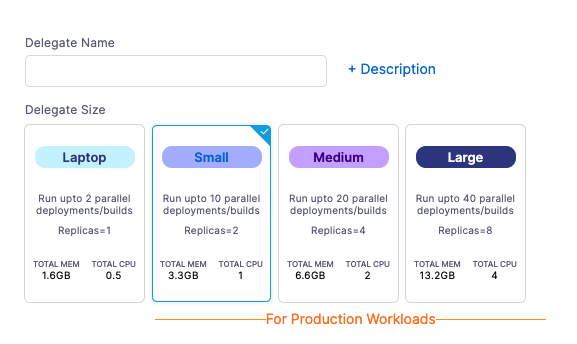 Delegate Name
+ Description
Delegate Size
Laptop
Run upto 2 parallel
deployments/builds
Replicas=1
TOTAL MEM TOTAL CPU
1.6GB 0.5
Small
Run upto 10 parallel
deployments/builds
Replicas=2
TOTAL MEM TOTAL CPU
3.3GB 1
Medium
Run upto 20 parallel
deployments/builds
Replicas=4
TOTAL MEM TOTAL CPU
6.6GB 2
Large
Run upto 40 parallel
deployments/builds
Replicas=8
TOTAL MEM TOTAL CPU
13.2GB 4
For Production Workloads